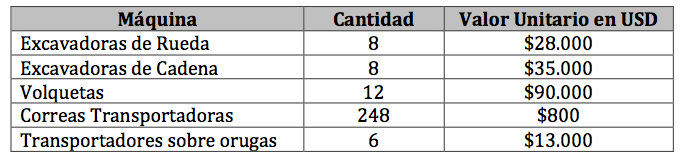 Máquina Cantidad Valor Unitario en USD
Excavadoras de Rueda 8 $28.000
Excavadoras de Cadena 8 $35.000
Volquetas 12 $90.000
Correas Transportadoras 248 $800
Transportadores sobre orugas 6 $13.000